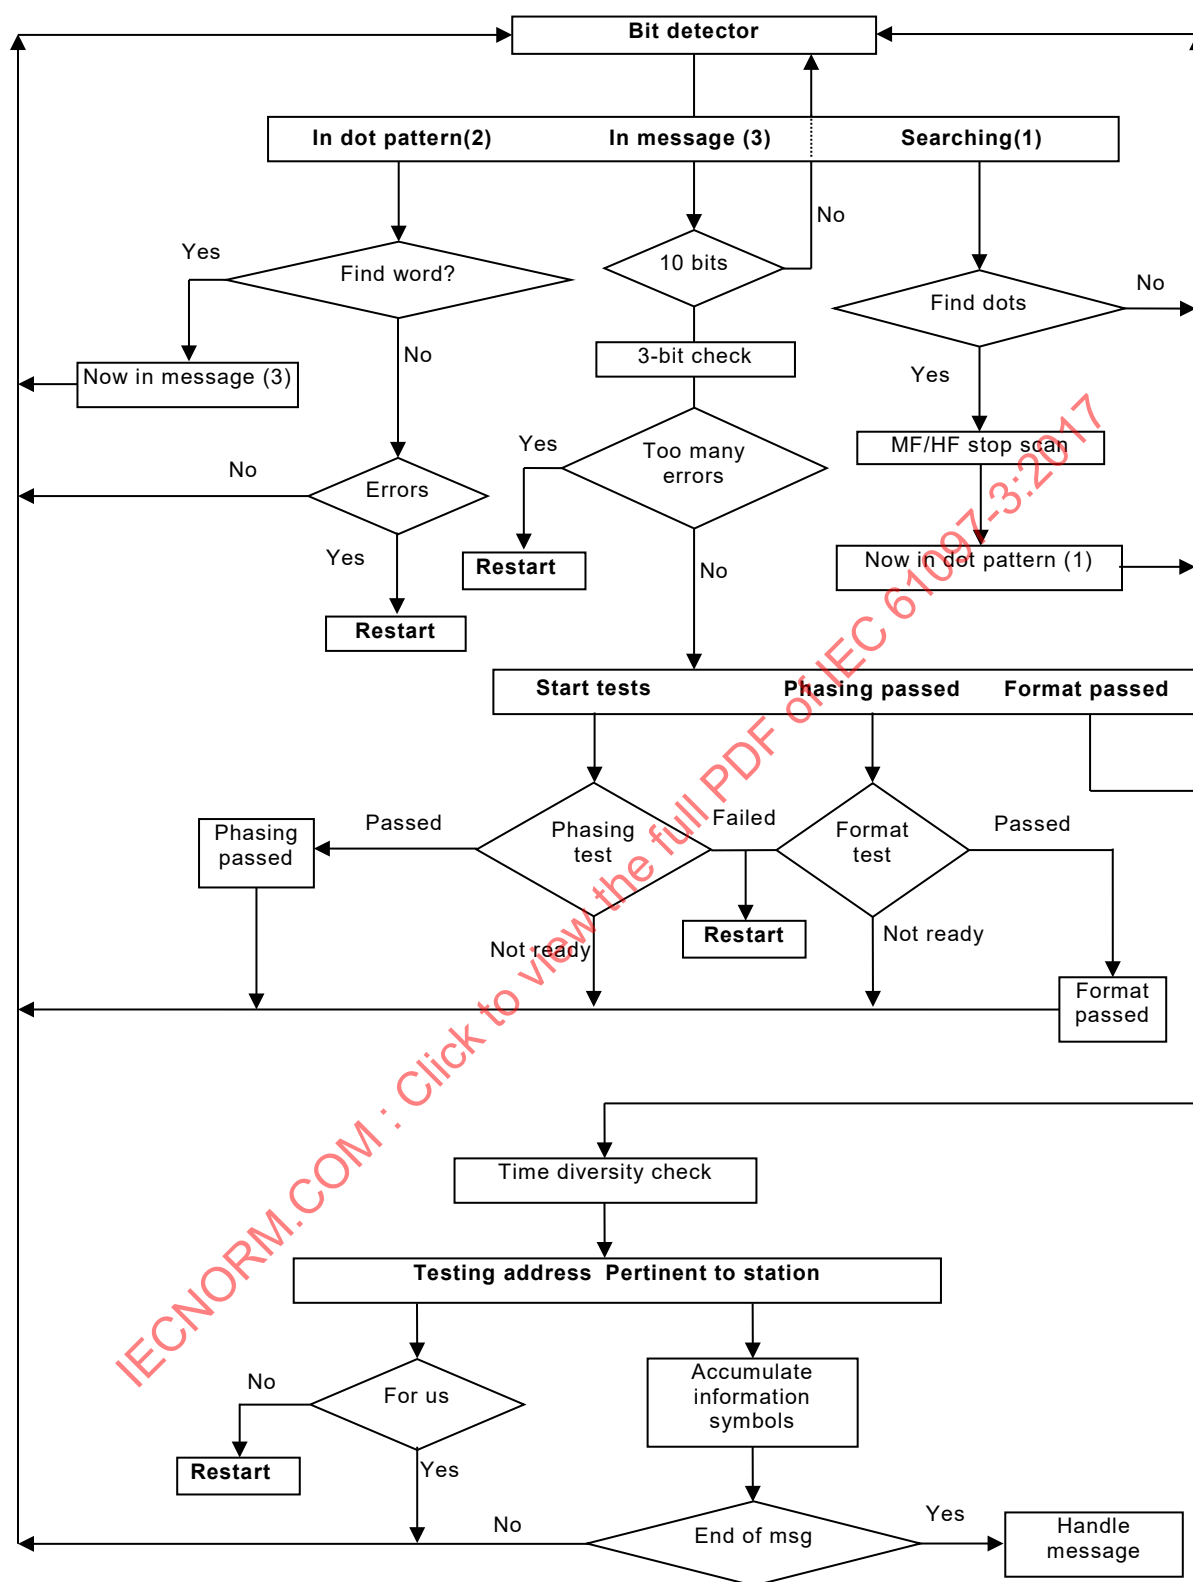 Bit detector
In dot pattern(2) In message (3) Searching(1)
No
Yes
Find word?
10 bits
Find dots
No
No
3-bit check
Now in message (3)
Yes
Yes
Too many
errors
MF/HF stop scan
No
Errors
Yes
Restart
Now in dot pattern (1)
No
Restart
Start tests Phasing passed Format passed
Phasing
passed
Passed
Phasing
test
Failed
Format
test
Passed
Restart
Not ready
Not ready
Format
passed
Time diversity check
Testing address Pertinent to station
No
For us
Accumulate
information
symbols
Restart
Yes
No
End of msg
Yes
Handle
message
IECNORM.COM : Click to view the full PDF of IEC 61097-3:2017